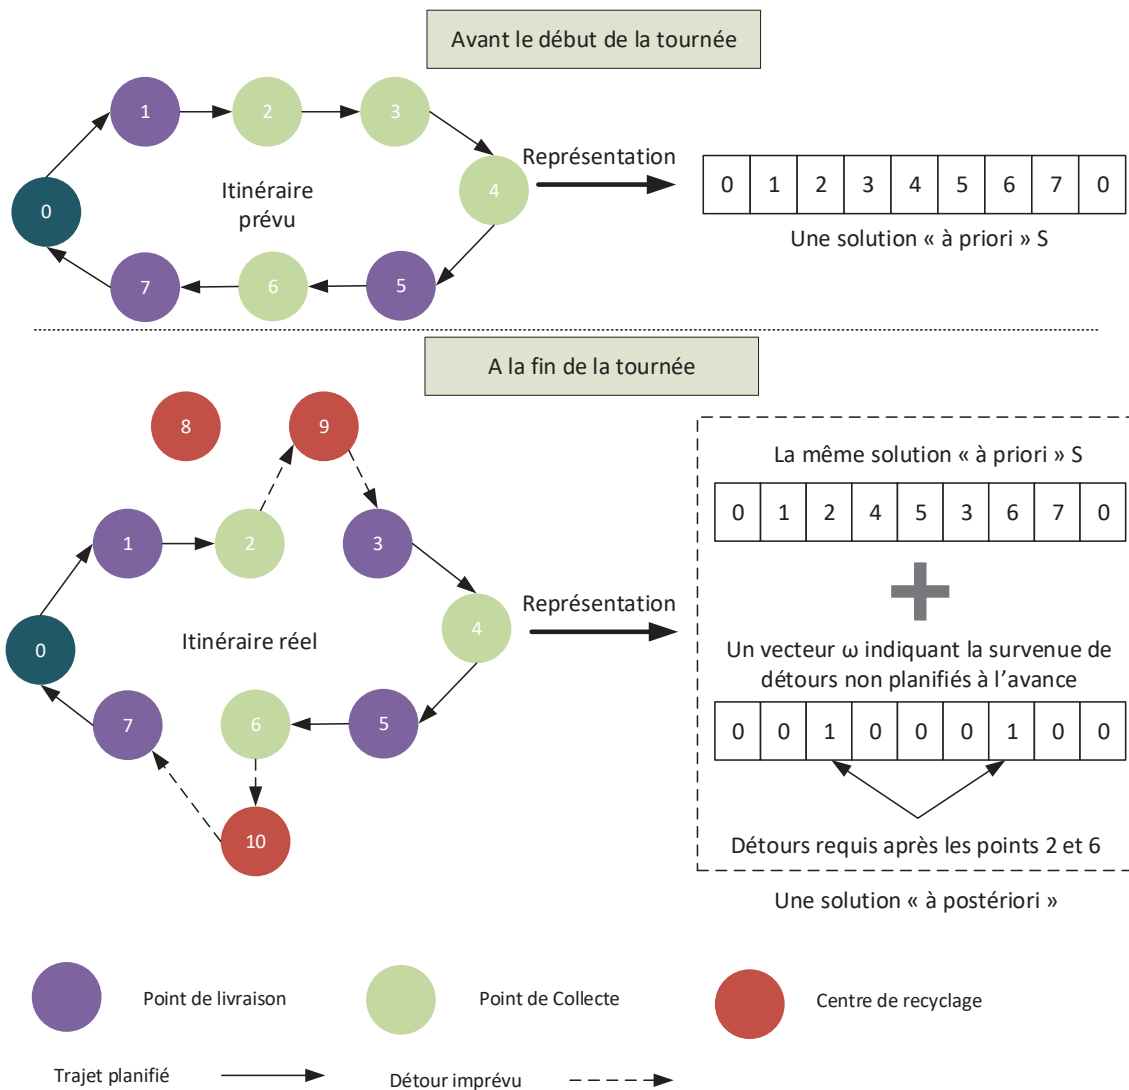 Avant le début de la tournée
1
2
3
Représentation
4
0
Itinéraire
prévu
0 1 2 3 4 5 6 7 0
Une solution « à priori » S
7
6
5
A la fin de la tournée
8
9
La même solution « à priori » S
0 1 2 4 5 3 6 7 0
1
2
3
Représentation
4
0
Itinéraire réel
Un vecteur ω indiquant la survenue de
détours non planifiés à l'avance
7
6
5
0 0 1 0 0 0 1 0 0
10
Détours requis après les points 2 et 6
Une solution « à postériori »
Point de livraison
Point de Collecte
Centre de recyclage
Trajet planifié
Détour imprévu